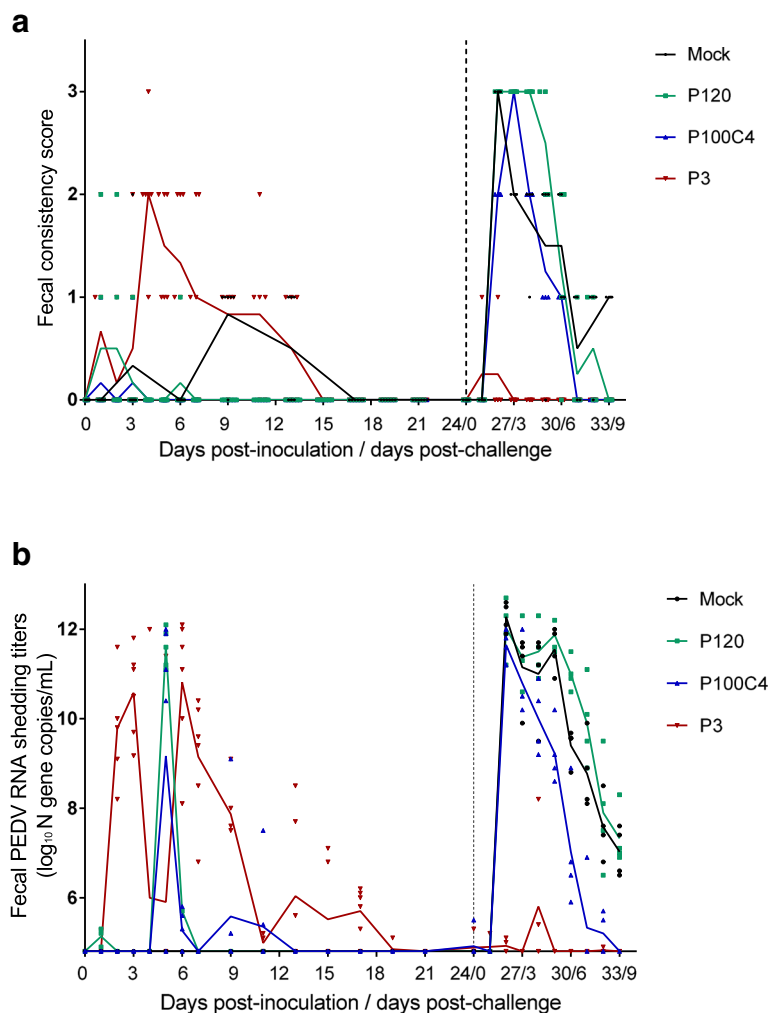 a
Fecal consistency score
3
2
1
0
0 3 6 9 12 15 18 21 24/0 27/3 30/6 33/9
Days post-inoculation / days post-challenge
Mock
P120
P100C4
P3
b
Fecal PEDV RNA shedding titers
(log₁₀ N gene copies/mL)
12
10
8
6
0 3 6 9 12 15 18 21 24/0 27/3 30/6 33/9
Days post-inoculation / days post-challenge
Mock
P120
P100C4
P3